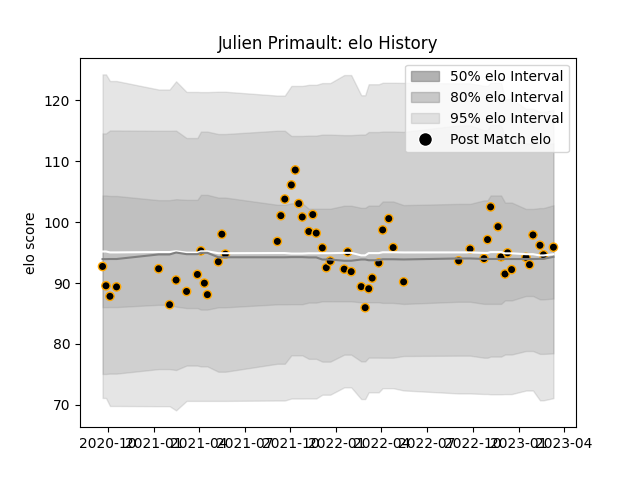 Julien Primault: elo History
50% elo Interval
80% elo Interval
95% elo Interval
Post Match elo
elo score
120
110
100
90
80
70
2020-10 2021-01 2021-04 2021-07 2021-10 2022-01 2022-04 2022-07 2022-10 2023-01 2023-04